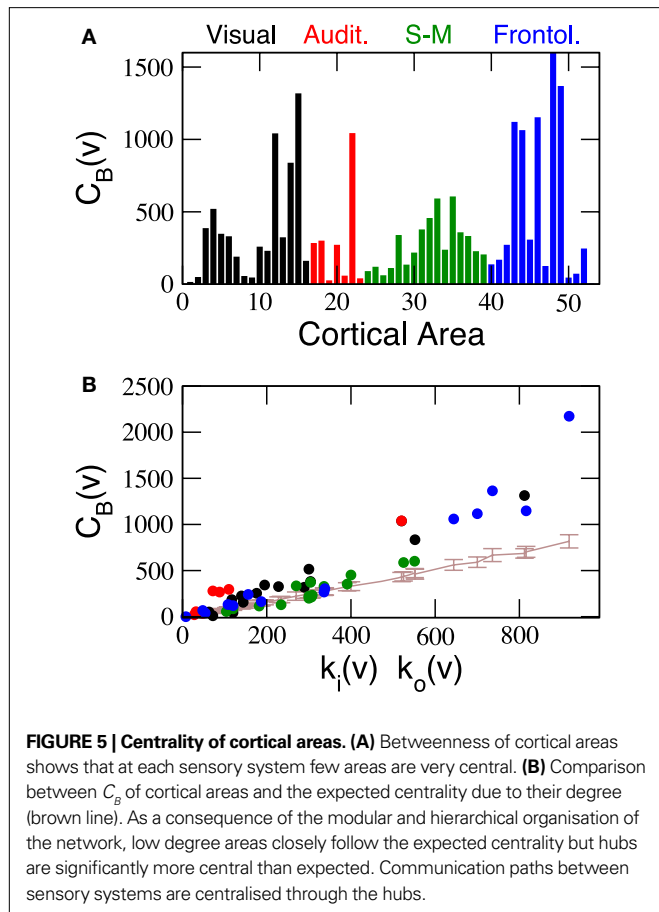 A
Visual Audit. S-M Frontol.
1500
1000
500
0
C_B(v)
0 10 20 30 40 50
Cortical Area
B
2500
2000
1500
1000
500
0
C_B(v)
0 200 400 600 800
k_i(v) k_o(v)
FIGURE 5 | Centrality of cortical areas. (A) Betweenness of cortical areas
shows that at each sensory system few areas are very central. (B) Comparison
between C_B of cortical areas and the expected centrality due to their degree
(brown line). As a consequence of the modular and hierarchical organisation of
the network, low degree areas closely follow the expected centrality but hubs
are significantly more central than expected. Communication paths between
sensory systems are centralised through the hubs.